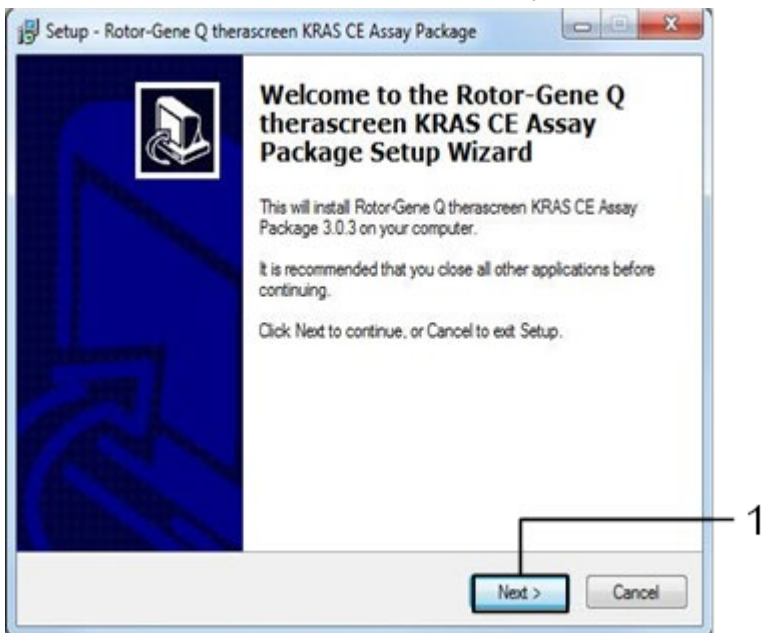 Setup - Rotor-Gene Q therascreen KRAS CE Assay Package
Welcome to the Rotor-Gene Q
therascreen KRAS CE Assay
Package Setup Wizard
This will install Rotor-Gene Q therascreen KRAS CE Assay
Package 3.0.3 on your computer.
It is recommended that you close all other applications before
continuing.
Click Next to continue, or Cancel to exit Setup.
1
Next >
Cancel